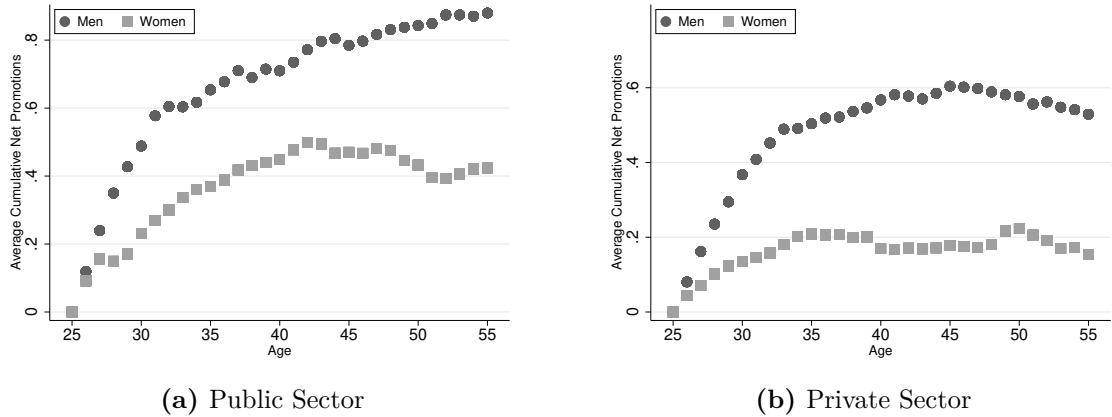 Men Women
Average Cumulative Net Promotions
0 .2 .4 .6 .8
25 30 35 40 45 50 55
Age
(a) Public Sector
Men Women
Average Cumulative Net Promotions
0 .2 .4 .6
25 30 35 40 45 50 55
Age
(b) Private Sector